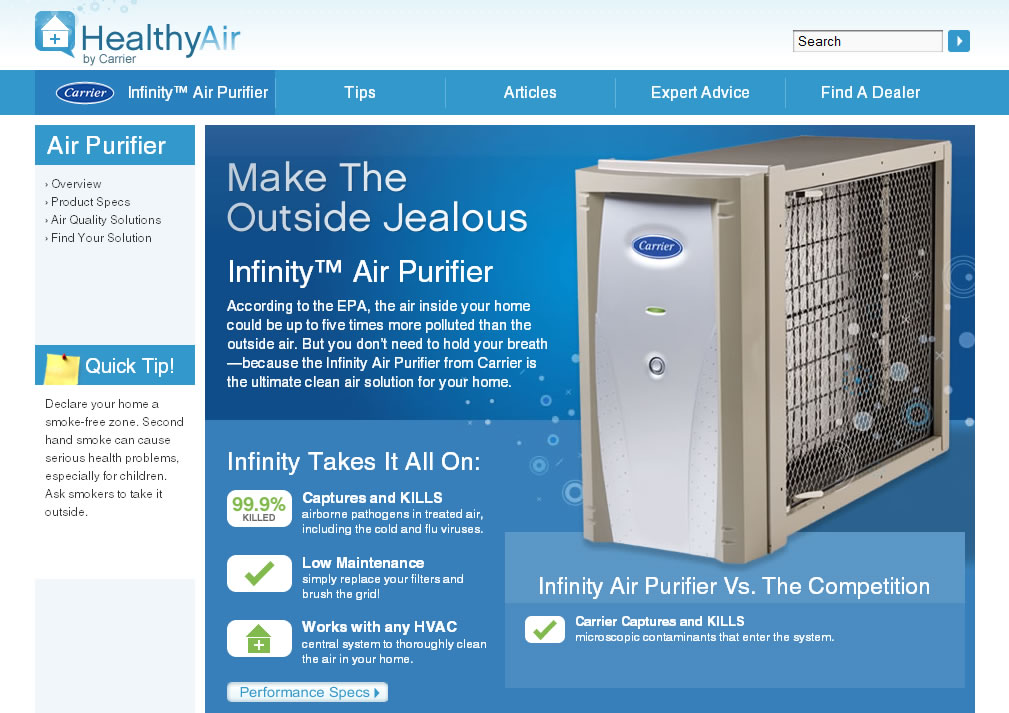 HealthyAir
by Carrier
Search
Carrier Infinity™ Air Purifier
Tips
Articles
Expert Advice
Find A Dealer
Air Purifier
› Overview
› Product Specs
› Air Quality Solutions
› Find Your Solution
Quick Tip!
Declare your home a
smoke-free zone. Second
hand smoke can cause
serious health problems,
especially for children.
Ask smokers to take it
outside.
Make The
Outside Jealous
Infinity™ Air Purifier
According to the EPA, the air inside your home
could be up to five times more polluted than the
outside air. But you don't need to hold your breath
—because the Infinity Air Purifier from Carrier is
the ultimate clean air solution for your home.
Carrier
Infinity Takes It All On:
99.9%
KILLED
Captures and KILLS
airborne pathogens in treated air,
including the cold and flu viruses.
Low Maintenance
simply replace your filters and
brush the grid!
Works with any HVAC
central system to thoroughly clean
the air in your home.
Performance Specs
Infinity Air Purifier Vs. The Competition
Carrier Captures and KILLS
microscopic contaminants that enter the system.